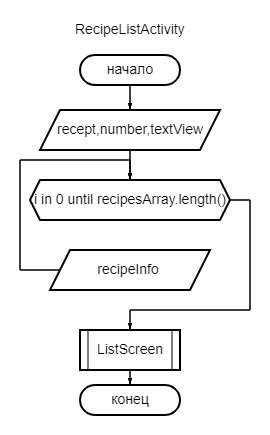 RecipeListActivity
начало
recept,number,textView
i in 0 until recipesArray.length()
recipeInfo
ListScreen
конец